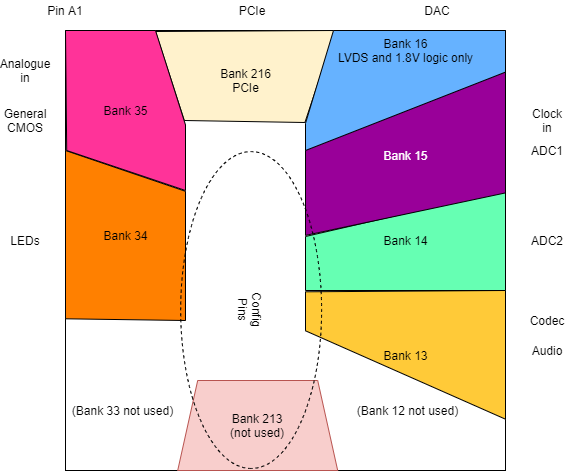 Pin A1
PCIe
DAC
Bank 16
LVDS and 1.8V logic only
Analogue
in
Bank 216
PCIe
General
CMOS
Bank 35
Clock
in
Bank 15
ADC1
LEDs
Bank 34
Bank 14
ADC2
Config
Pins
Codec
Bank 13
Audio
(Bank 33 not used)
Bank 213
(not used)
(Bank 12 not used)